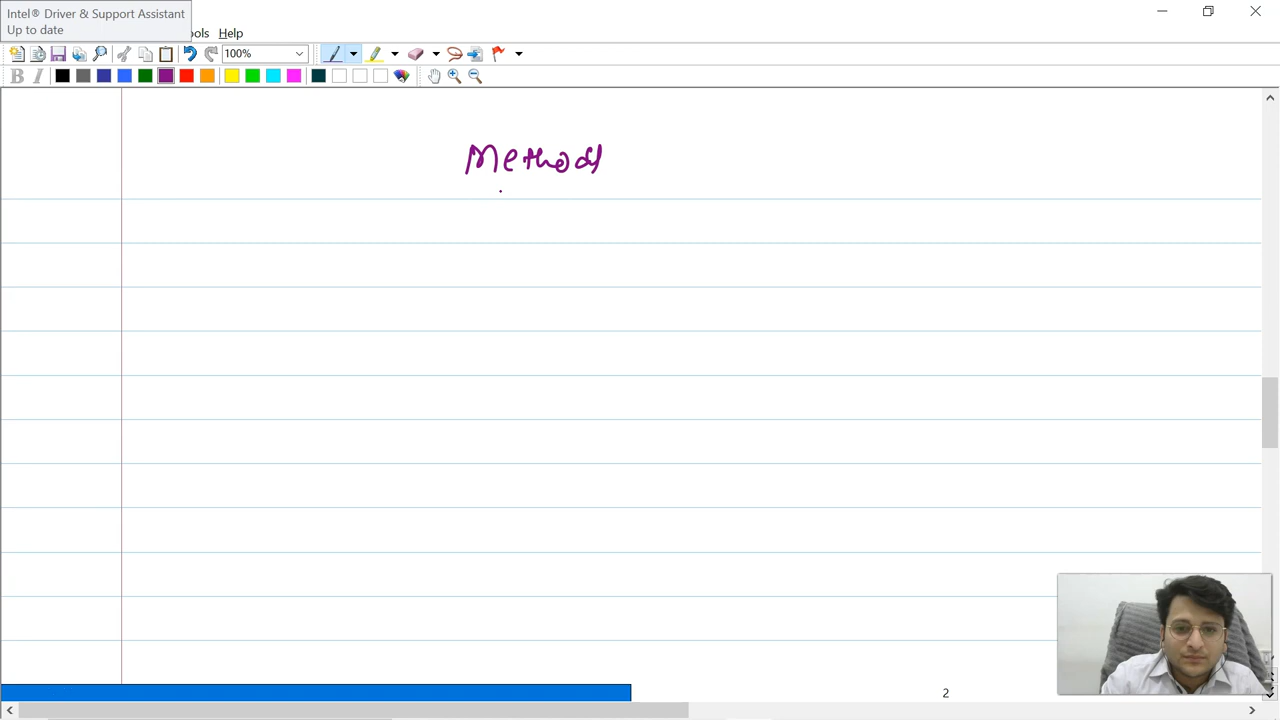 Intel® Driver & Support Assistant
Up to date
ols Help
100%
B I
Method
2